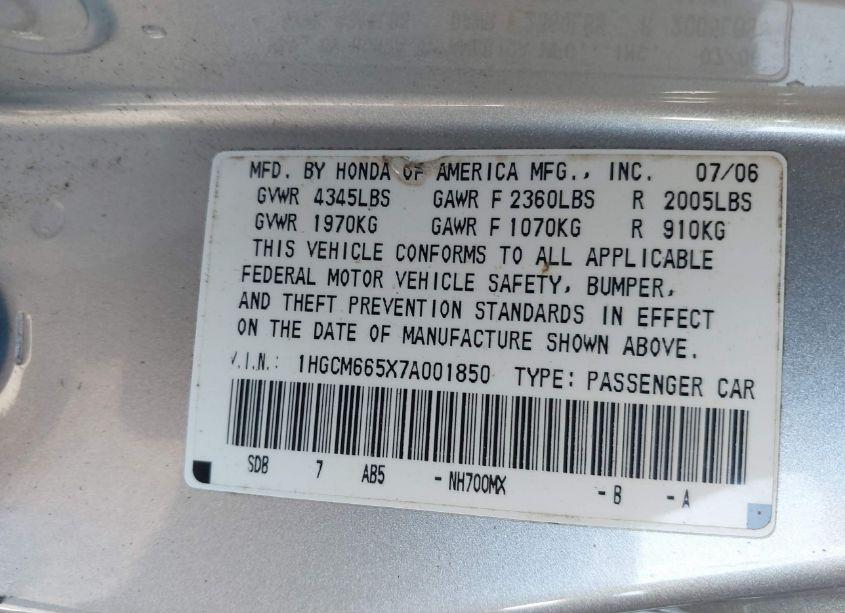 MFD. BY HONDA OF AMERICA MFG., INC. 07/06
GVWR 4345LBS GAWR F 2360LBS R 2005LBS
GVWR 1970KG GAWR F 1070KG R 910KG
THIS VEHICLE CONFORMS TO ALL APPLICABLE
FEDERAL MOTOR VEHICLE SAFETY, BUMPER,
AND THEFT PREVENTION STANDARDS IN EFFECT
ON THE DATE OF MANUFACTURE SHOWN ABOVE.
V.I.N.: 1HGCM665X7A001850 TYPE: PASSENGER CAR
SDB 7 AB5 - NH700MX - B - A